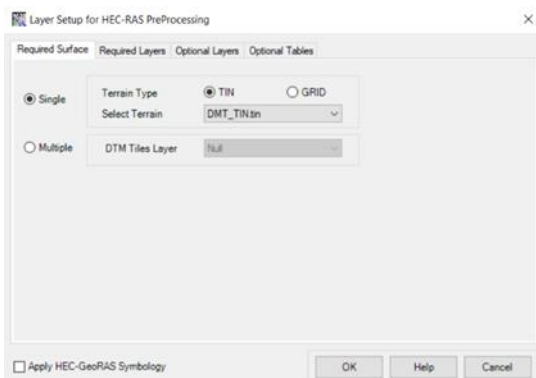 Layer Setup for HEC-RAS PreProcessing
Required Surface Required Layers Optional Layers Optional Tables
Single
Terrain Type TIN GRID
Select Terrain DMT_TIN.tin
Multiple DTM Tiles Layer Null
Apply HEC-GeoRAS Symbology OK Help Cancel